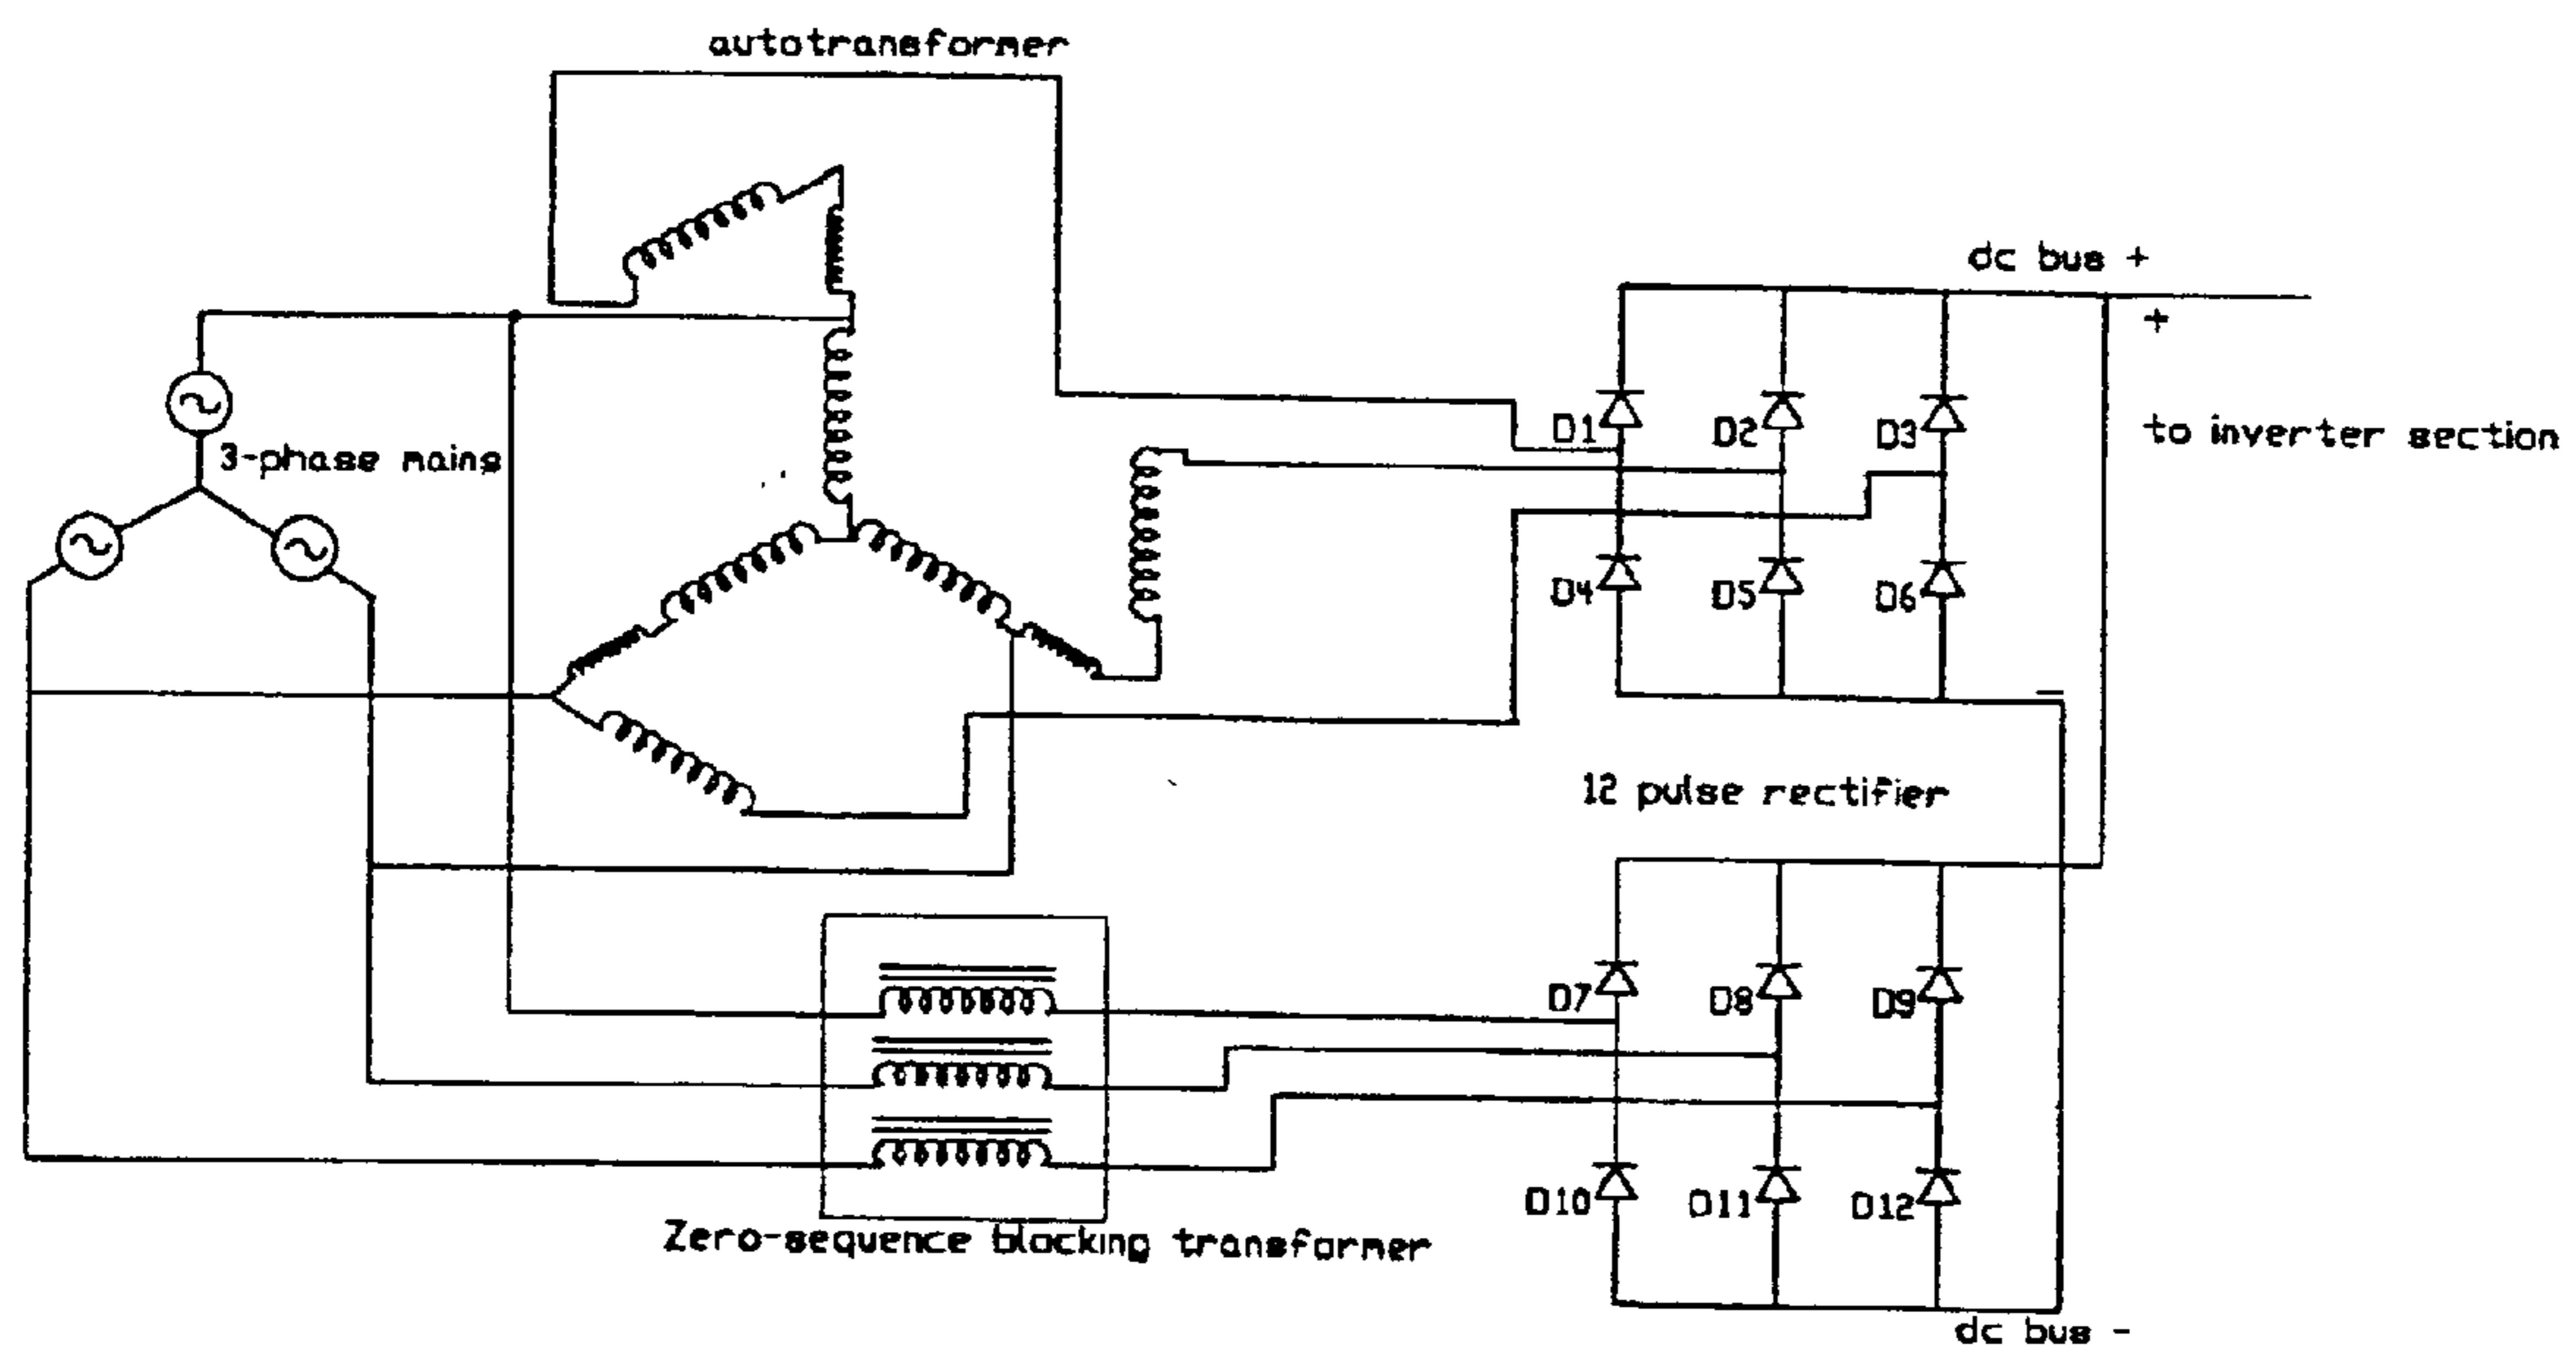 autotransformer
dc bus +
+
3-phase mains
D1
D2
D3
to inverter section
D4
D5
D6
-
12 pulse rectifier
D7
D8
D9
D10
D11
D12
Zero-sequence blocking transformer
dc bus -